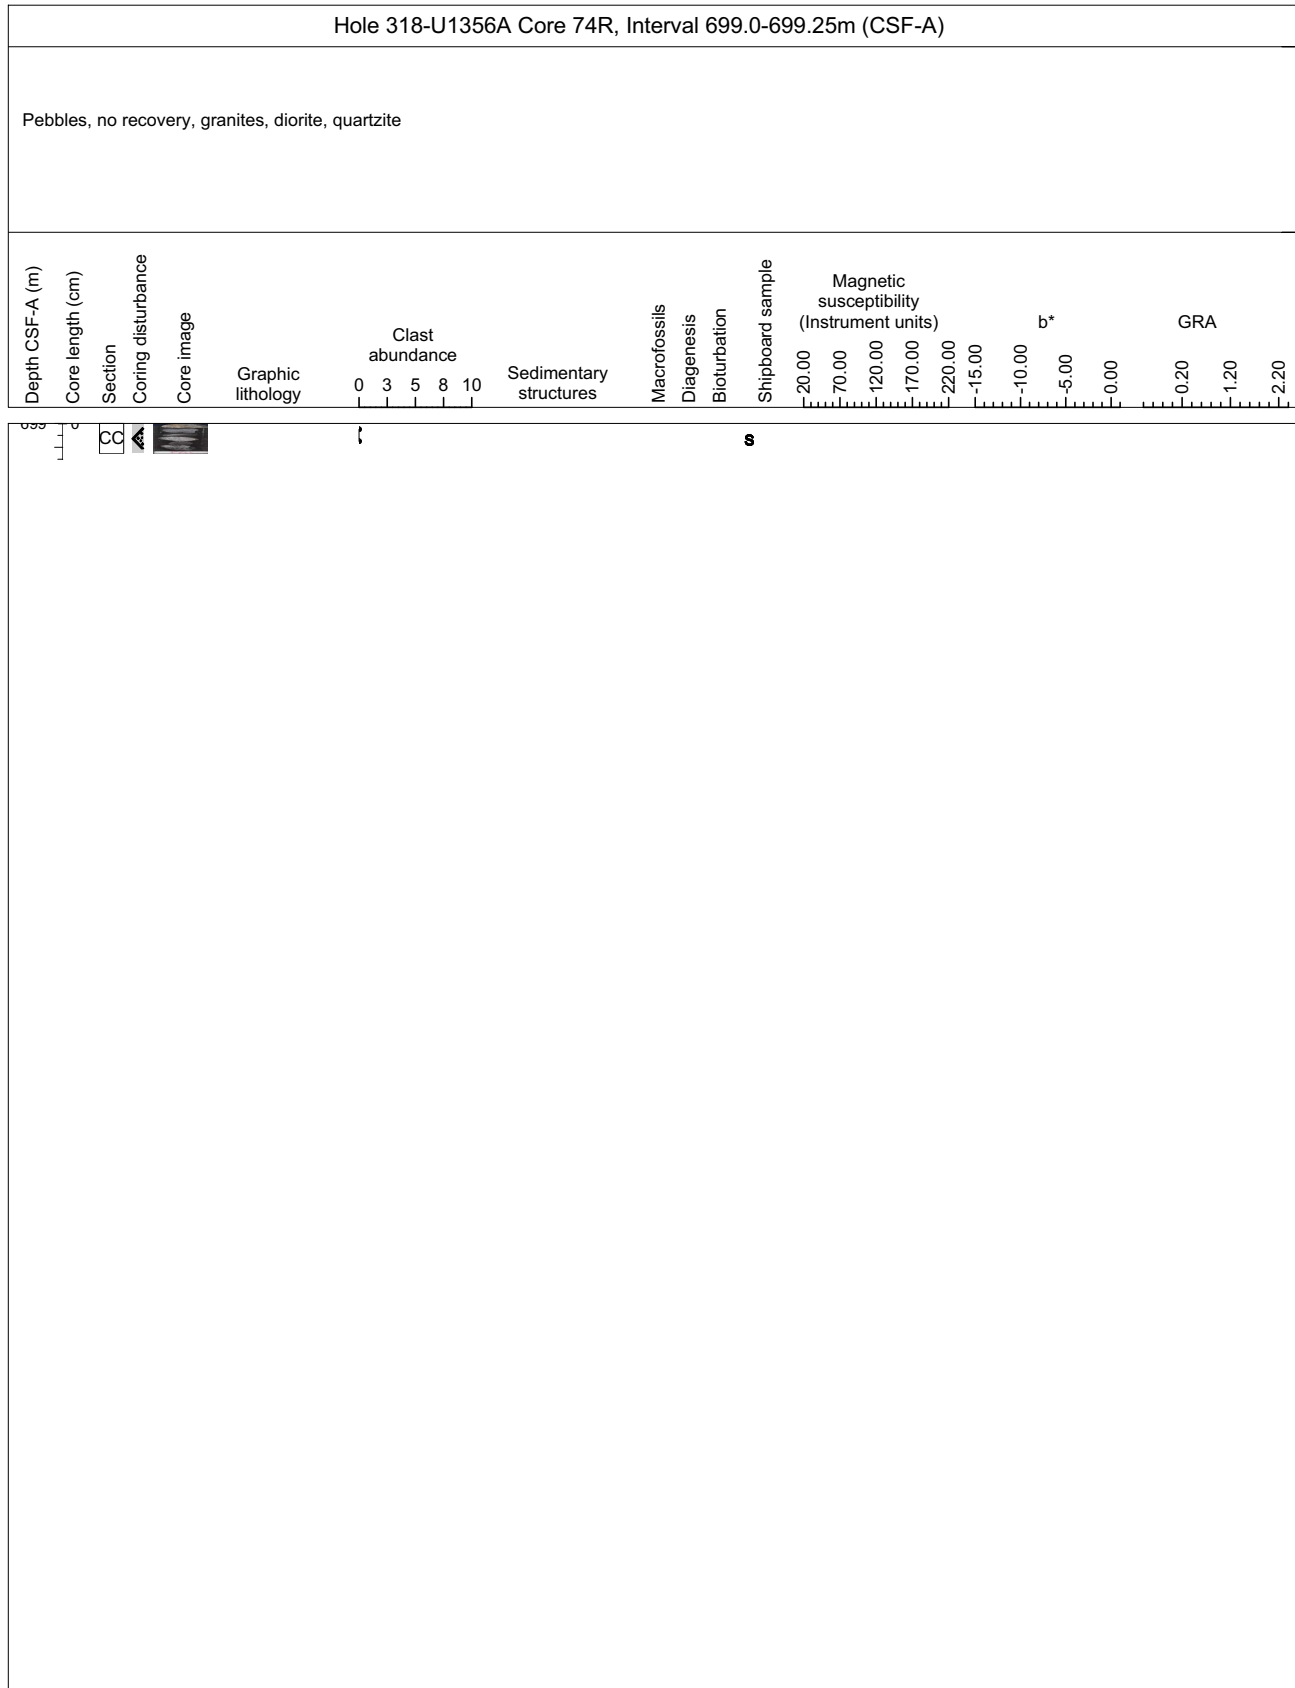 Hole 318-U1356A Core 74R, Interval 699.0-699.25m (CSF-A)
Pebbles, no recovery, granites, diorite, quartzite
Depth CSF-A (m)
Core length (cm)
Section
Coring disturbance
Core image
Graphic
lithology
Clast
abundance
0 3 5 8 10
Sedimentary
structures
Macrofossils
Diagenesis
Bioturbation
Shipboard sample
Magnetic
susceptibility
(Instrument units)
20.00
70.00
120.00
170.00
220.00
b*
-15.00
-10.00
-5.00
0.00
GRA
0.20
1.20
2.20
699
0
CC
s